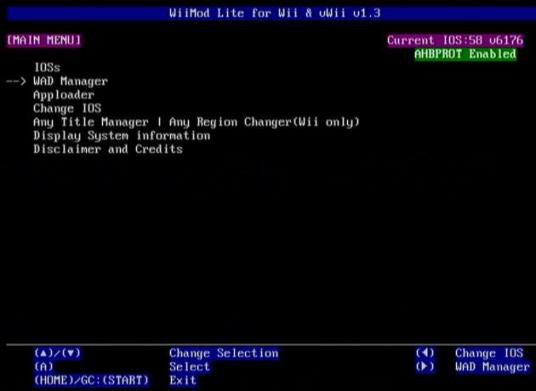 WiiMod Lite for Wii & vWii v1.3
[MAIN MENU] Current IOS:58 v6176
AHBPROT Enabled
IOSs
--> WAD Manager
Apploader
Change IOS
Any Title Manager | Any Region Changer(Wii only)
Display System information
Disclaimer and Credits
(▲)/(▼) Change Selection (◀) Change IOS
(A) Select (▶) WAD Manager
(HOME)/GC:(START) Exit